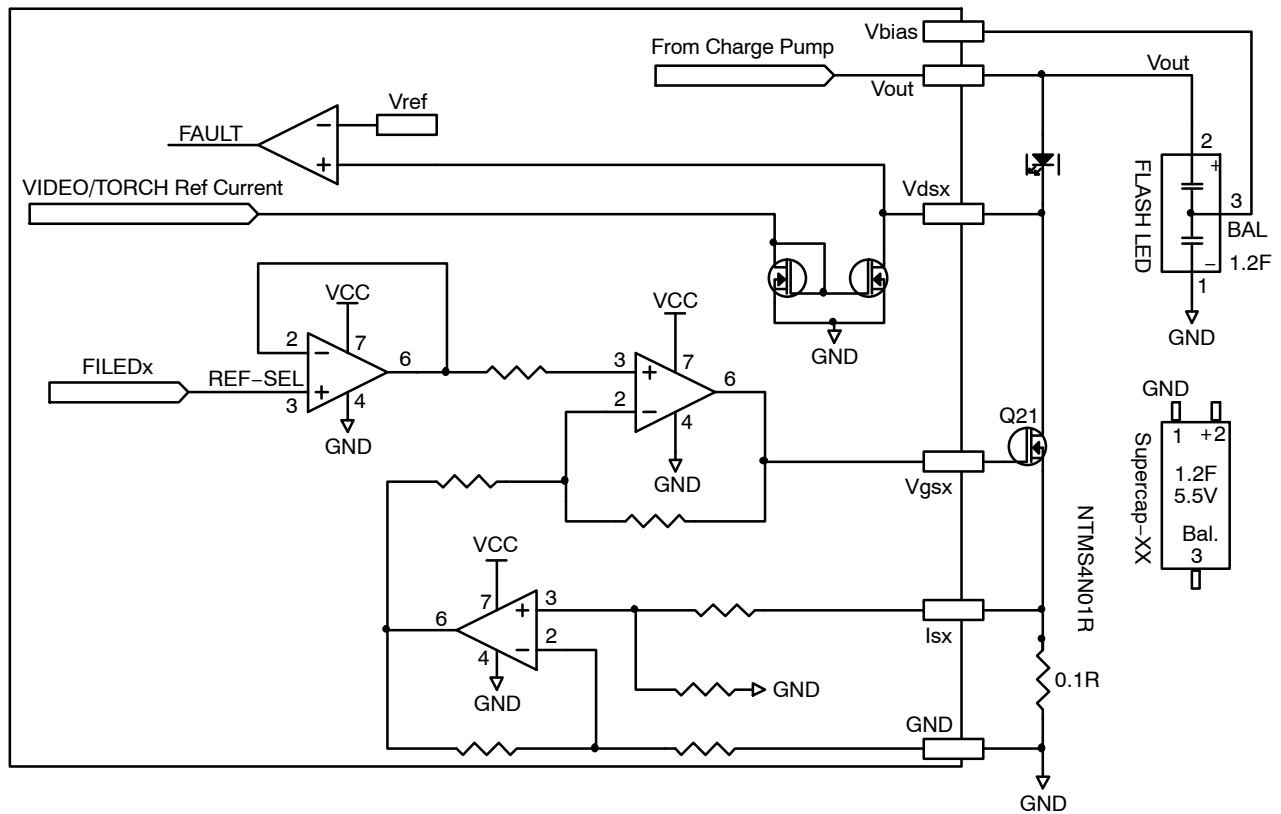 Vbias
From Charge Pump
Vout
Vout
Vref
FAULT
2
+
FLASH LED
3
BAL
1.2F
−
1
GND
VIDEO/TORCH Ref Current
Vdsx
GND
VCC
2
−
7
6
FILEDx
REF−SEL
3
+
4
GND
VCC
3
+
7
6
2
−
4
GND
Q21
Vgsx
NTMS4N01R
GND
1
+2
1.2F
5.5V
Bal.
3
Supercap−XX
VCC
7
+
3
6
2
−
4
GND
Isx
GND
0.1R
GND
GND
−
+